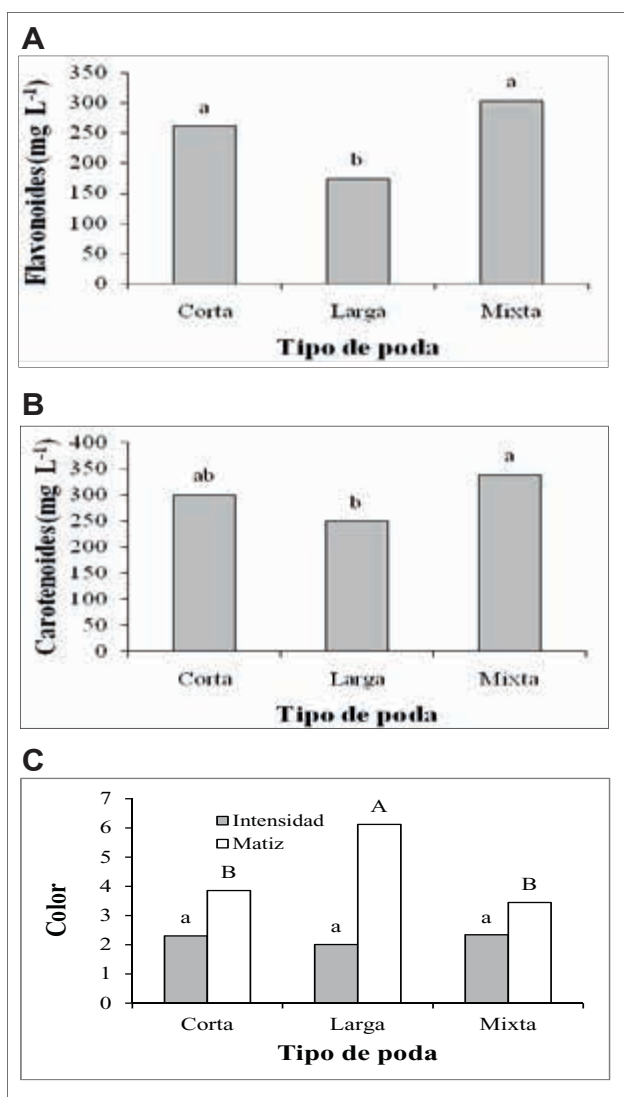 A
Flavonoides (mg L-1)
350
300
250
200
150
100
50
0
a
b
a
Corta Larga Mixta
Tipo de poda
B
Carotenoides (mg L-1)
400
350
300
250
200
150
100
50
0
ab
b
a
Corta Larga Mixta
Tipo de poda
C
Color
7
6
5
4
3
2
1
0
Intensidad
Matiz
a B
a A
a B
Corta Larga Mixta
Tipo de poda